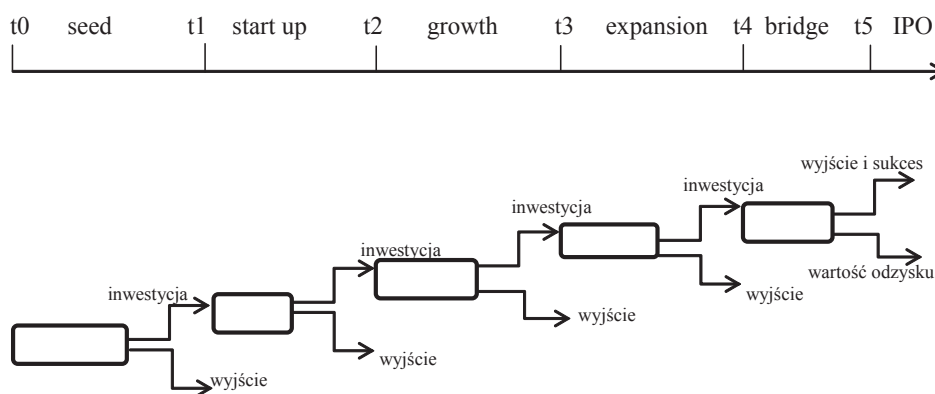 t0 seed t1 start up t2 growth t3 expansion t4 bridge t5 IPO
wyjście i sukces
inwestycja
inwestycja
inwestycja
wartość odzysku
inwestycja
wyjście
wyjście
wyjście
wyjście